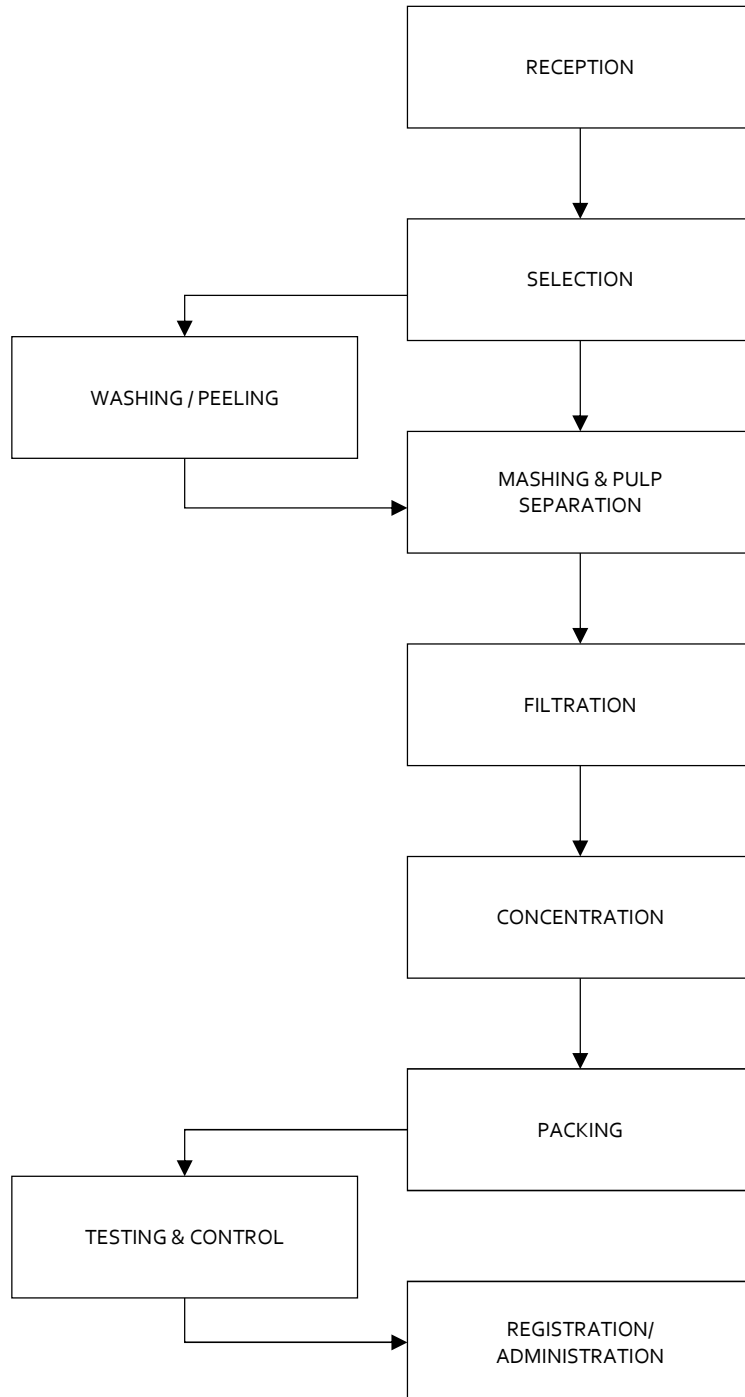 RECEPTION
SELECTION
WASHING / PEELING
MASHING & PULP
SEPARATION
FILTRATION
CONCENTRATION
PACKING
TESTING & CONTROL
REGISTRATION/
ADMINISTRATION